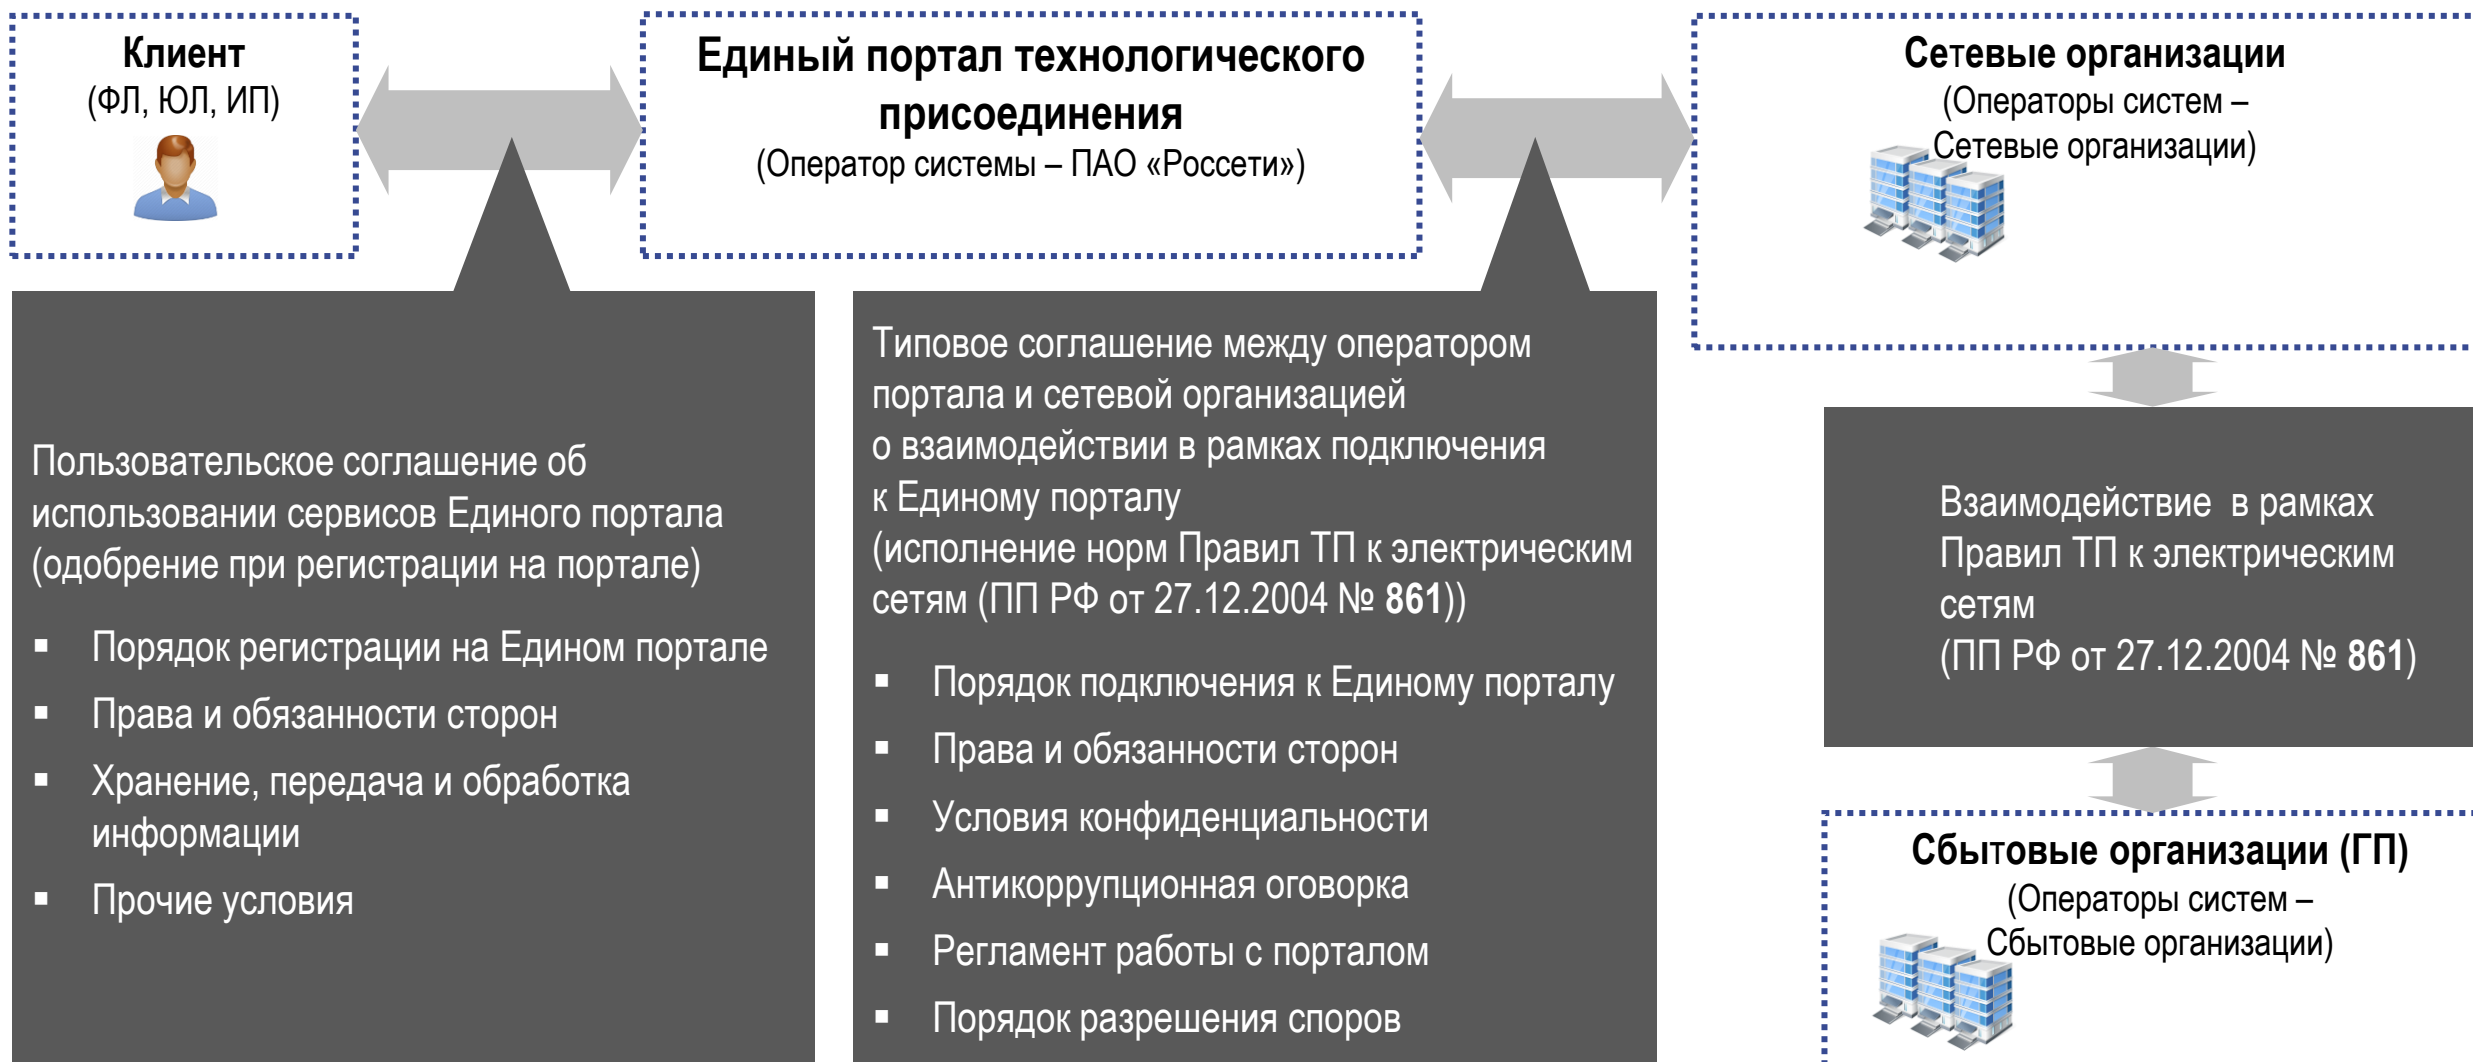 Клиент
(ФЛ, ЮЛ, ИП)
Единый портал технологического
присоединения
(Оператор системы – ПАО «Россети»)
Сетевые организации
(Операторы систем –
Сетевые организации)
Пользовательское соглашение об
использовании сервисов Единого портала
(одобрение при регистрации на портале)
▪ Порядок регистрации на Едином портале
▪ Права и обязанности сторон
▪ Хранение, передача и обработка
информации
▪ Прочие условия
Типовое соглашение между оператором
портала и сетевой организацией
о взаимодействии в рамках подключения
к Единому порталу
(исполнение норм Правил ТП к электрическим
сетям (ПП РФ от 27.12.2004 № 861))
▪ Порядок подключения к Единому порталу
▪ Права и обязанности сторон
▪ Условия конфиденциальности
▪ Антикоррупционная оговорка
▪ Регламент работы с порталом
▪ Порядок разрешения споров
Взаимодействие в рамках
Правил ТП к электрическим
сетям
(ПП РФ от 27.12.2004 № 861)
Сбытовые организации (ГП)
(Операторы систем –
Сбытовые организации)